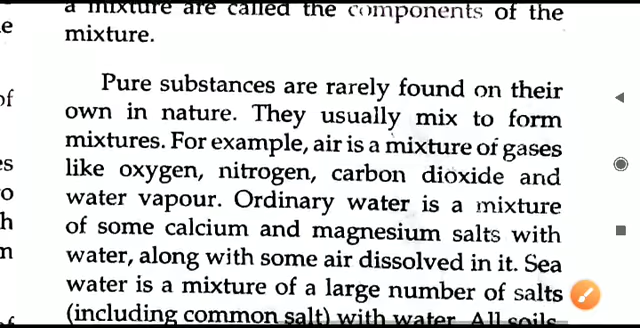 a mixture are called the components of the
mixture.
Pure substances are rarely found on their
own in nature. They usually mix to form
mixtures. For example, air is a mixture of gases
like oxygen, nitrogen, carbon dioxide and
water vapour. Ordinary water is a mixture
of some calcium and magnesium salts with
water, along with some air dissolved in it. Sea
water is a mixture of a large number of salts
(including common salt) with water. All soils